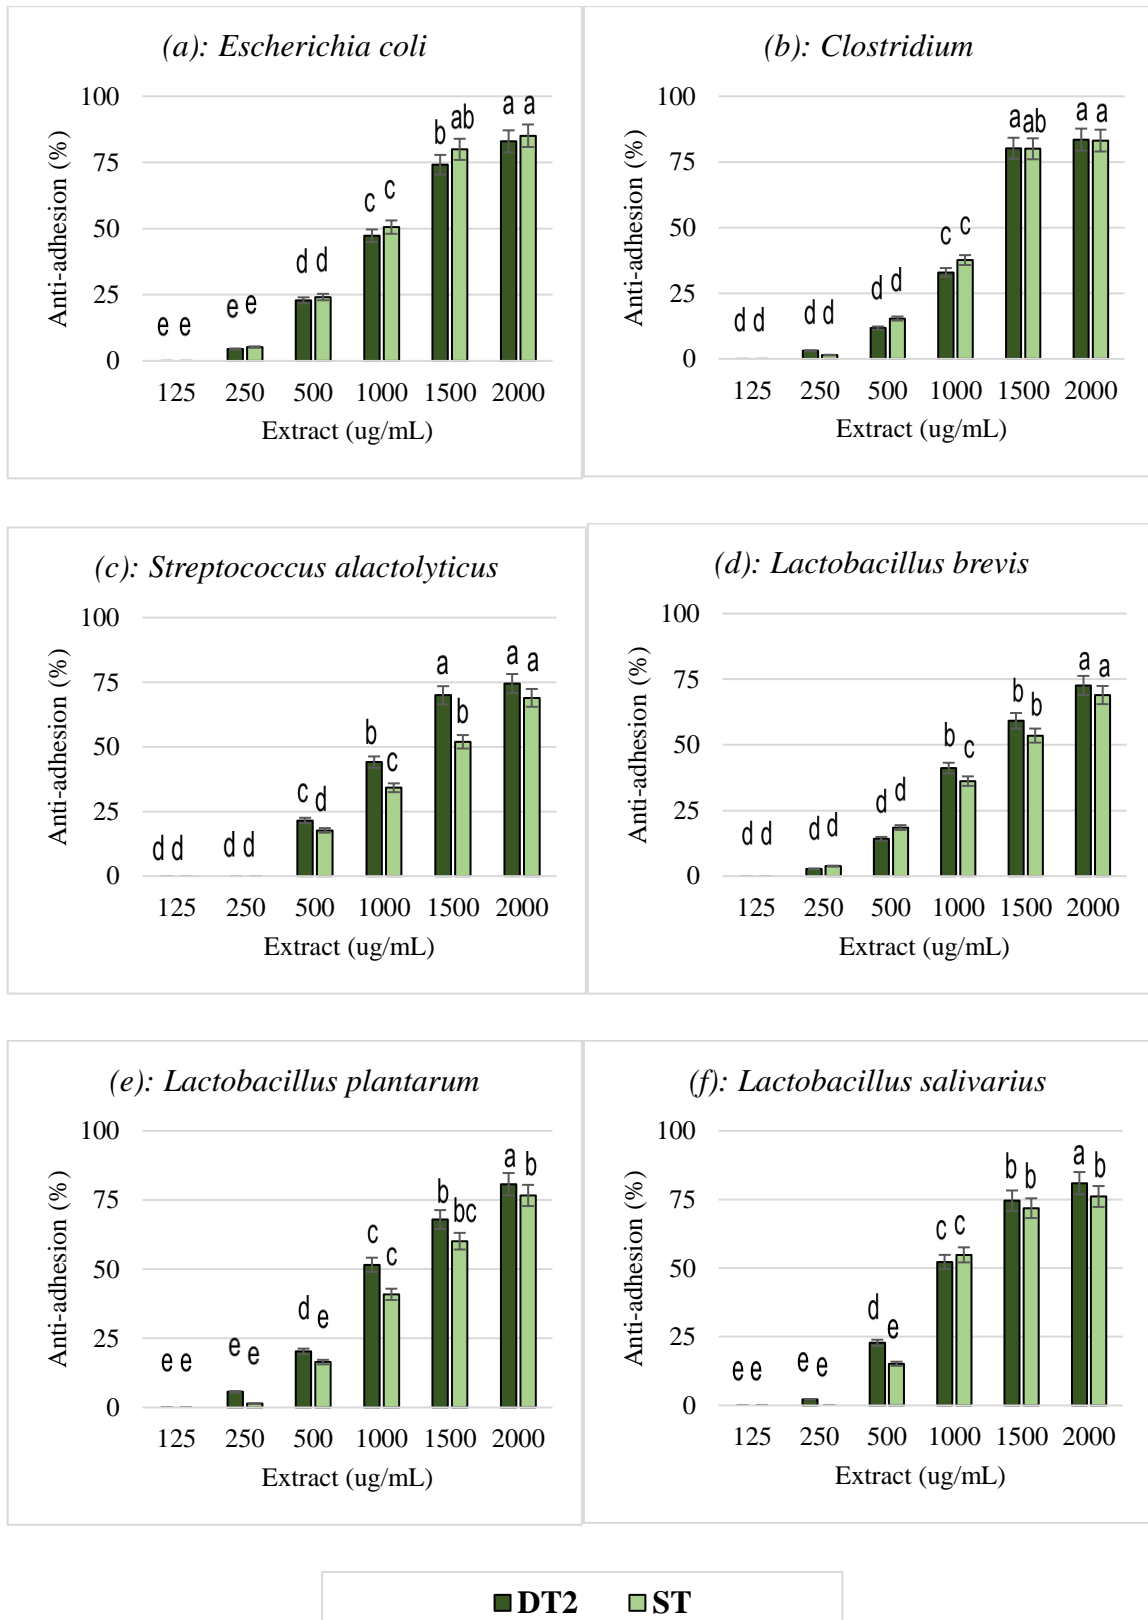 (a): Escherichia coli
Anti-adhesion (%)
100
75
50
25
0
e e
e e
d d
c c
b ab
a a
125 250 500 1000 1500 2000
Extract (ug/mL)
(b): Clostridium
Anti-adhesion (%)
100
75
50
25
0
d d
d d
d d
c c
a ab
a a
125 250 500 1000 1500 2000
Extract (ug/mL)
(c): Streptococcus alactolyticus
Anti-adhesion (%)
100
75
50
25
0
d d
d d
c d
b c
a b
a a
125 250 500 1000 1500 2000
Extract (ug/mL)
(d): Lactobacillus brevis
Anti-adhesion (%)
100
75
50
25
0
d d
d d
d d
b c
b b
a a
125 250 500 1000 1500 2000
Extract (ug/mL)
(e): Lactobacillus plantarum
Anti-adhesion (%)
100
75
50
25
0
e e
e e
d e
c c
b bc
a b
125 250 500 1000 1500 2000
Extract (ug/mL)
(f): Lactobacillus salivarius
Anti-adhesion (%)
100
75
50
25
0
e e
e e
d e
c c
b b
a b
125 250 500 1000 1500 2000
Extract (ug/mL)
DT2 ST